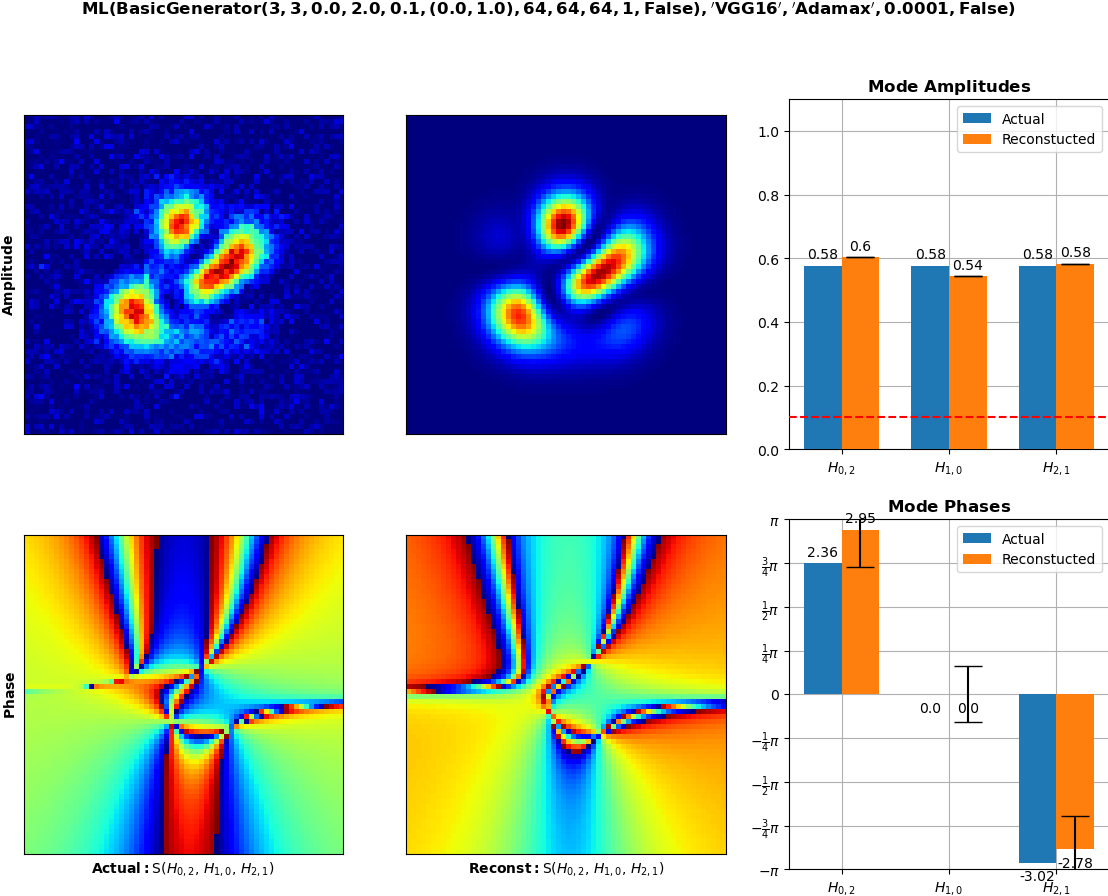 ML(BasicGenerator(3, 3, 0.0, 2.0, 0.1, (0.0, 1.0), 64, 64, 64, 1, False), ′VGG16′, ′Adamax′, 0.0001, False)
Amplitude
Mode Amplitudes
Actual
Reconstucted
1.0
0.8
0.6
0.4
0.2
0.0
0.58
0.6
0.58
0.54
0.58
0.58
H0,2
H1,0
H2,1
Phase
Actual: S(H0,2, H1,0, H2,1)
Reconst: S(H0,2, H1,0, H2,1)
Mode Phases
Actual
Reconstucted
π
3/4π
1/2π
1/4π
0
−1/4π
−1/2π
−3/4π
−π
2.36
2.95
0.0
0.0
-3.02
-2.78
H0,2
H1,0
H2,1